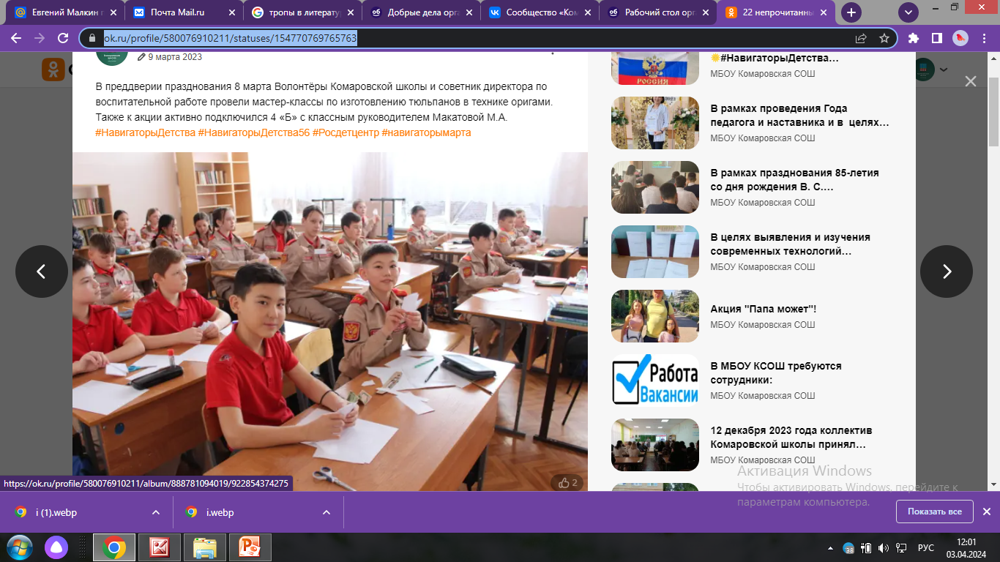 Евгений Малкин п
Почта Mail.ru
тропы в литерату
Добрые дела орга
Сообщество «Ком
Рабочий стол орг
22 непрочитанны
ok.ru/profile/580076910211/statuses/154770769765763
9 марта 2023
В преддверии празднования 8 марта Волонтёры Комаровской школы и советник директора по
воспитательной работе провели мастер-классы по изготовлению тюльпанов в технике оригами.
Также к акции активно подключился 4 «Б» с классным руководителем Макатовой М.А.
#НавигаторыДетства #НавигаторыДетства56 #Росдетцентр #навигаторымарта
2
РОССИЯ
#НавигаторыДетства…
МБОУ Комаровская СОШ
В рамках проведения Года
педагога и наставника и в целях…
МБОУ Комаровская СОШ
В рамках празднования 85-летия
со дня рождения В. С.…
МБОУ Комаровская СОШ
В целях выявления и изучения
современных технологий…
МБОУ Комаровская СОШ
Акция "Папа может"!
МБОУ Комаровская СОШ
Работа
Вакансии
В МБОУ КСОШ требуются
сотрудники:
МБОУ Комаровская СОШ
12 декабря 2023 года коллектив
Комаровской школы принял…
МБОУ Комаровская СОШ
Активация Windows
Чтобы активировать Windows, перейдите к
параметрам компьютера.
https://ok.ru/profile/580076910211/album/888781094019/922854374275
i (1).webp
i.webp
Показать все
38
РУС
12:01
03.04.2024